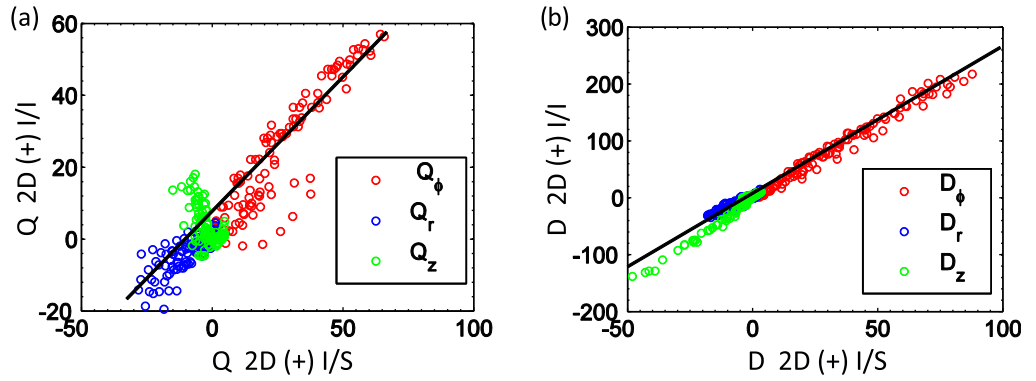 (a)
60
40
20
0
-20
-50
0
50
100
Q 2D (+) I/I
Q 2D (+) I/S
Qϕ
Qr
Qz
(b)
300
200
100
0
-100
-200
-50
0
50
100
D 2D (+) I/I
D 2D (+) I/S
Dϕ
Dr
Dz